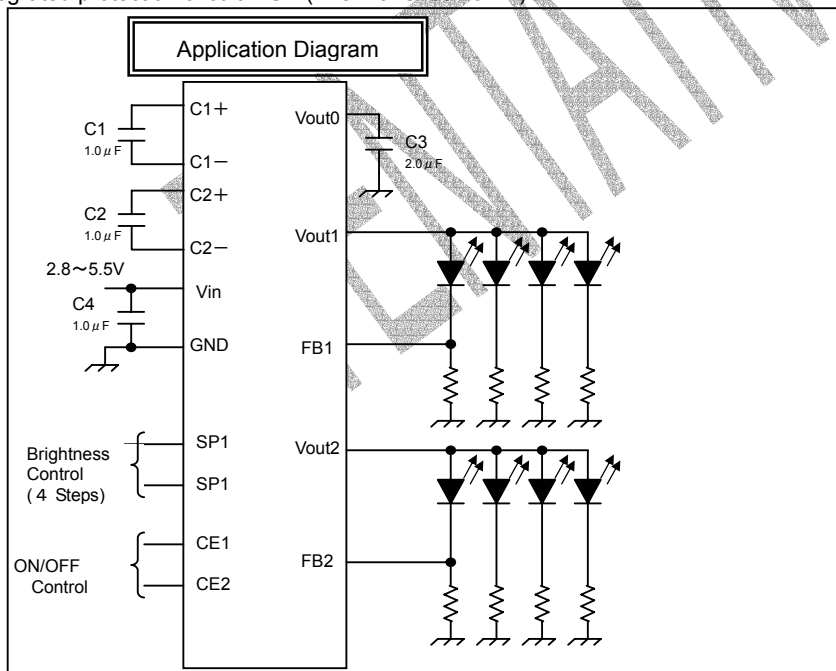 Application Diagram
C1+
C1
1.0μF
C1−
C2+
C2
1.0μF
C2−
2.8～5.5V
Vin
C4
1.0μF
GND
Brightness
Control
( 4 Steps)
SP1
SP1
ON/OFF
Control
CE1
CE2
Vout0
C3
2.0μF
Vout1
FB1
Vout2
FB2